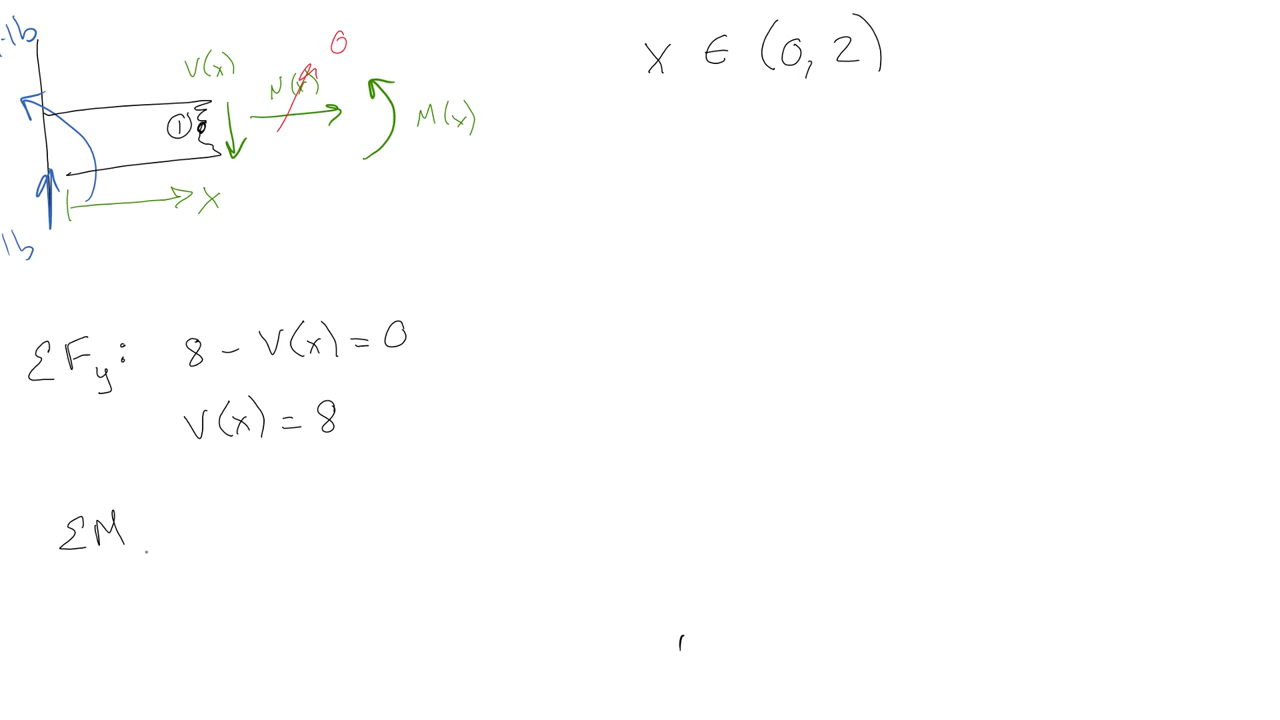 ·lb
0
V(x)
N(x)
M(x)
①
x
lb
x ∈ (0, 2)
ΣFy: 8 - V(x) = 0
V(x) = 8
ΣM